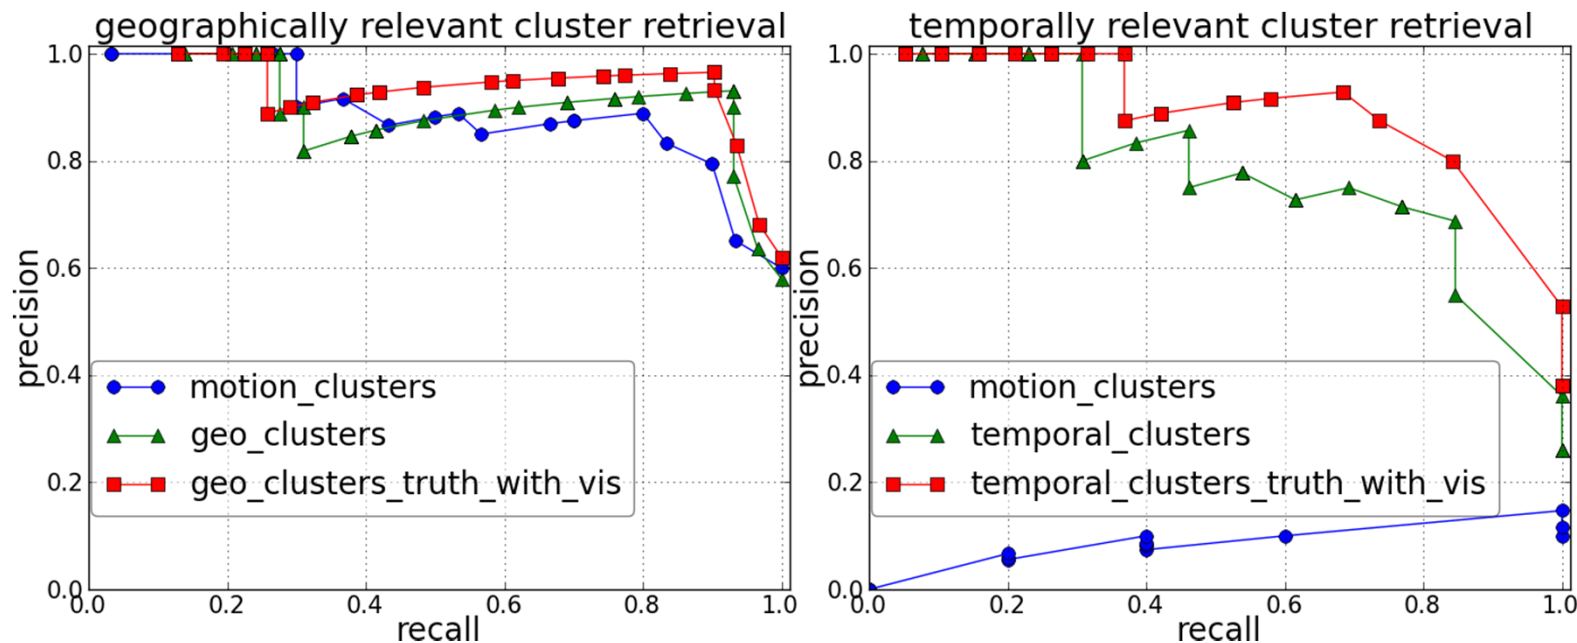 geographically relevant cluster retrieval
1.0
0.8
0.6
0.4
0.2
0.0
precision
motion_clusters
geo_clusters
geo_clusters_truth_with_vis
0.0 0.2 0.4 0.6 0.8 1.0
recall
temporally relevant cluster retrieval
1.0
0.8
0.6
0.4
0.2
0.0
precision
motion_clusters
temporal_clusters
temporal_clusters_truth_with_vis
0.0 0.2 0.4 0.6 0.8 1.0
recall